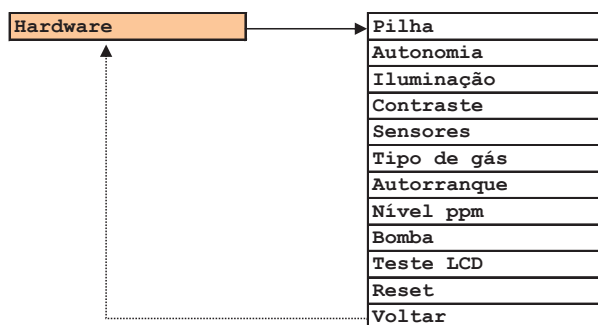 Hardware
Pilha
Autonomia
Iluminação
Contraste
Sensores
Tipo de gás
Autorranque
Nível ppm
Bomba
Teste LCD
Reset
Voltar